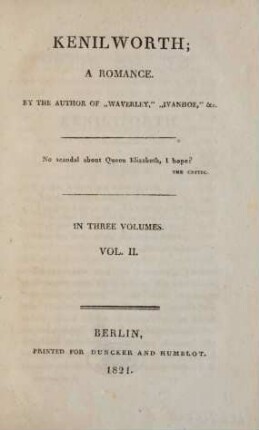 KENILWORTH;
A ROMANCE.
BY THE AUTHOR OF „WAVERLEY,” „IVANHOE,” &c.
No scandal about Queen Elizabeth, I hope?
THE CRITIC.
IN THREE VOLUMES.
VOL. II.
BERLIN,
PRINTED FOR DUNCKER AND HUMBLOT.
1821.